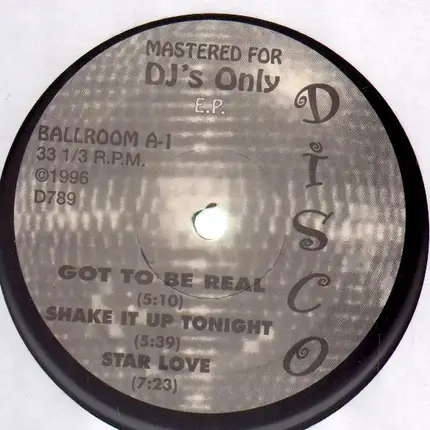 MASTERED FOR
DJ's Only
E.P.
DISCO
BALLROOM A-1
33 1/3 R.P.M.
©1996
D789
GOT TO BE REAL
(5:10)
SHAKE IT UP TONIGHT
(5:39)
STAR LOVE
(7:23)